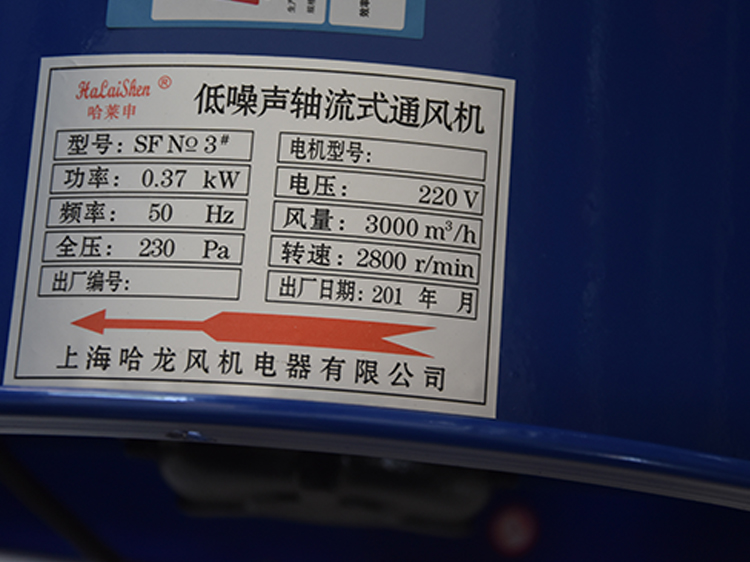 效率
HaLaiShen®
哈莱申
低噪声轴流式通风机
型号: SF No 3#
电机型号:
功率: 0.37 kW
电压: 220 V
频率: 50 Hz
风量: 3000 m³/h
全压: 230 Pa
转速: 2800 r/min
出厂编号:
出厂日期: 201 年 月
上海哈龙风机电器有限公司